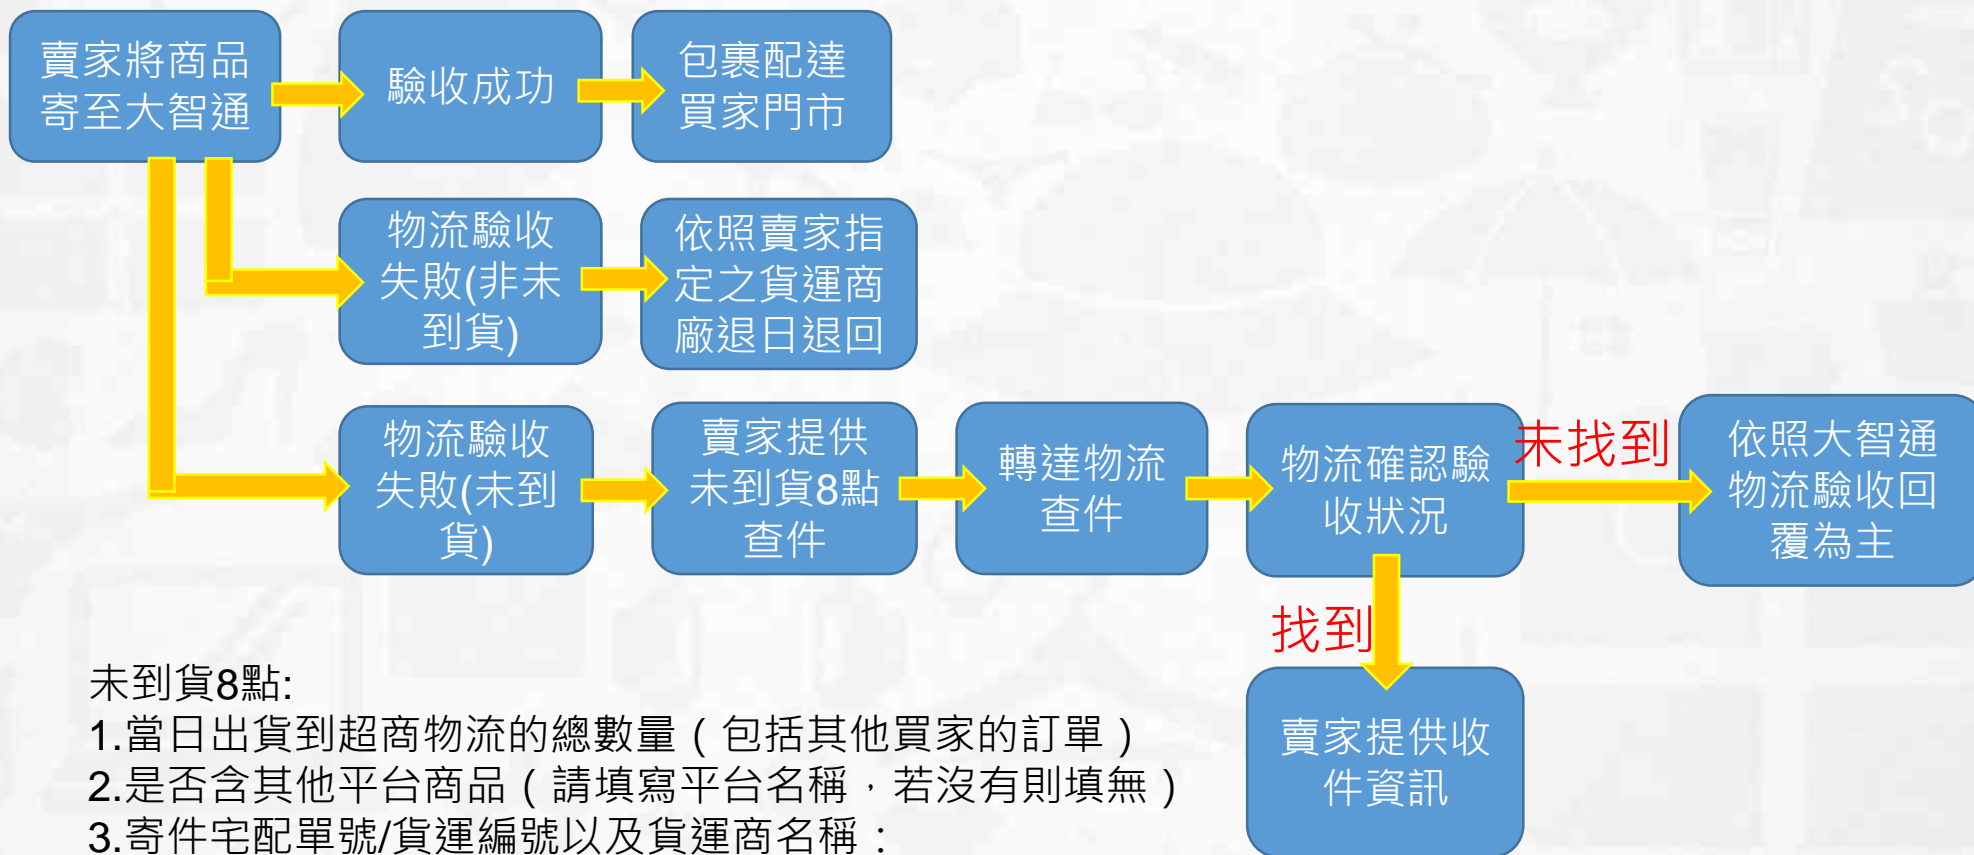 賣家將商品
寄至大智通
驗收成功
包裹配達
買家門市
物流驗收
失敗(非未
到貨)
依照賣家指
定之貨運商
廠退日退回
物流驗收
失敗(未到
貨)
賣家提供
未到貨8點
查件
轉達物流
查件
物流確認驗
收狀況
未找到
依照大智通
物流驗收回
覆為主
找到
賣家提供收
件資訊
未到貨8點:
1.當日出貨到超商物流的總數量（包括其他買家的訂單）
2.是否含其他平台商品（請填寫平台名稱，若沒有則填無）
3.寄件宅配單號/貨運編號以及貨運商名稱：